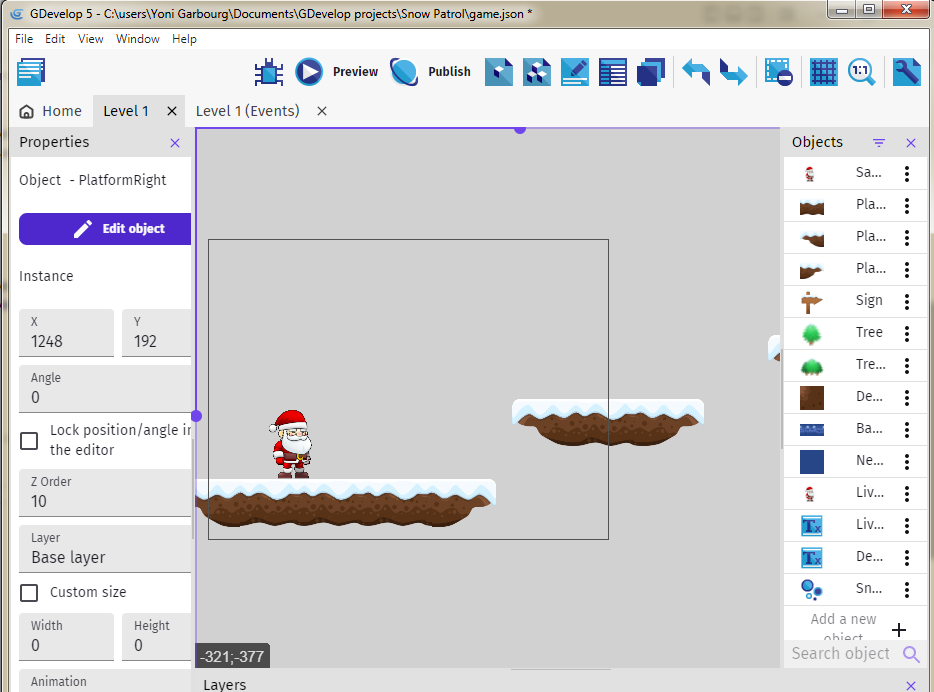 GDevelop 5 - C:\users\Yoni Garbourg\Documents\GDevelop projects\Snow Patrol\game.json *
File Edit View Window Help
Preview Publish 1:1
Home Level 1 Level 1 (Events)
Properties
Object - PlatformRight
Edit object
Instance
X
1248
Y
192
Angle
0
Lock position/angle in
the editor
Z Order
10
Layer
Base layer
Custom size
Width
0
Height
0
Animation
-321;-377
Layers
Objects
Sa...
Pla...
Pla...
Pla...
Sign
Tree
Tre...
De...
Ba...
Ne...
Liv...
Tx Liv...
Tx De...
Sn...
Add a new
object
Search object